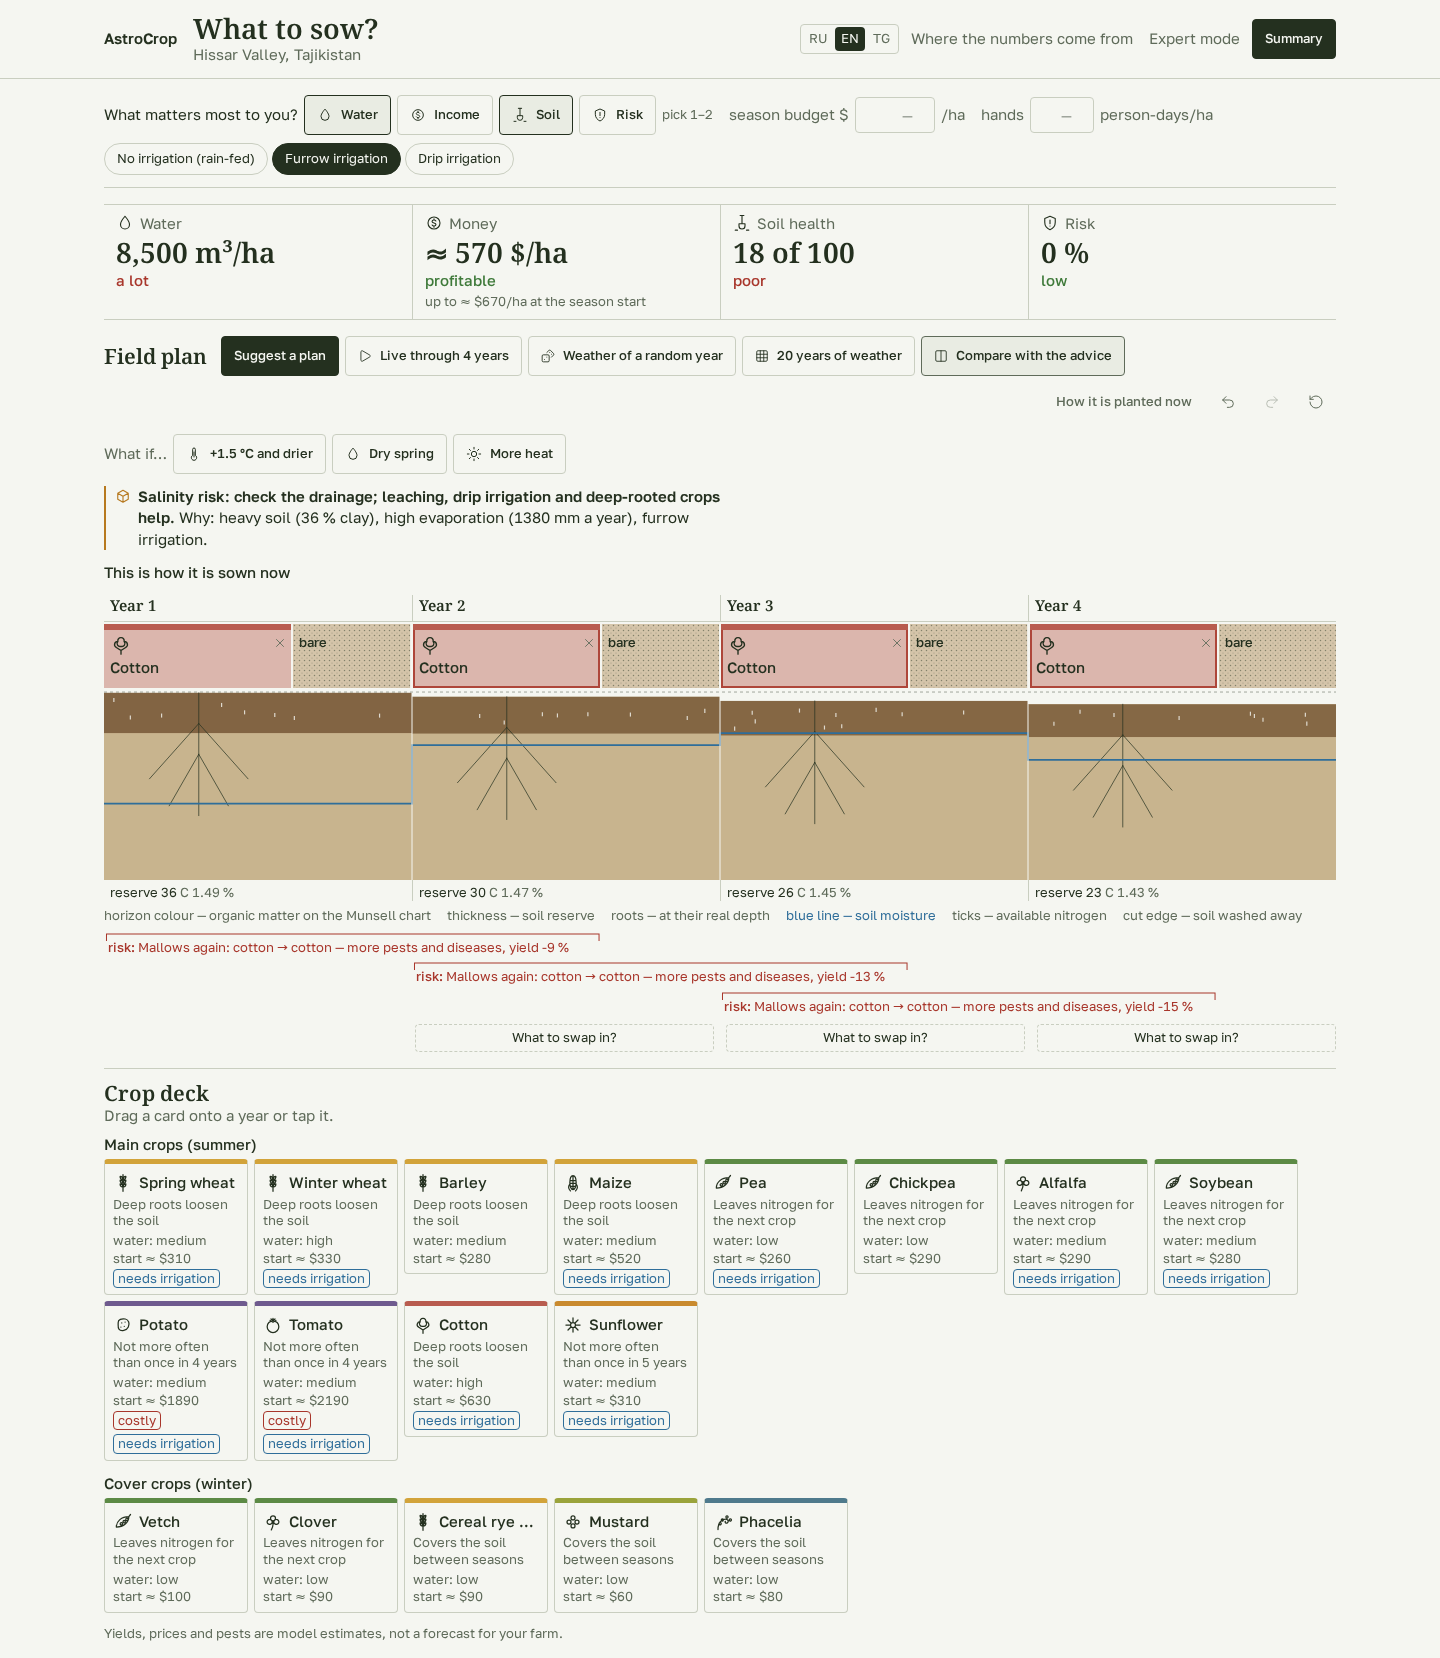 AstroCrop
What to sow?
Hissar Valley, Tajikistan
RU EN TG
Where the numbers come from
Expert mode
Summary
What matters most to you?
Water
Income
Soil
Risk
pick 1–2
season budget $ — /ha
hands — person-days/ha
No irrigation (rain-fed)
Furrow irrigation
Drip irrigation
Water
8,500 m³/ha
a lot
Money
≈ 570 $/ha
profitable
up to ≈ $670/ha at the season start
Soil health
18 of 100
poor
Risk
0 %
low
Field plan
Suggest a plan
Live through 4 years
Weather of a random year
20 years of weather
Compare with the advice
How it is planted now
What if…
+1.5 °C and drier
Dry spring
More heat
Salinity risk: check the drainage; leaching, drip irrigation and deep-rooted crops
help. Why: heavy soil (36 % clay), high evaporation (1380 mm a year), furrow
irrigation.
This is how it is sown now
Year 1
Year 2
Year 3
Year 4
Cotton
bare
Cotton
bare
Cotton
bare
Cotton
bare
reserve 36 C 1.49 %
reserve 30 C 1.47 %
reserve 26 C 1.45 %
reserve 23 C 1.43 %
horizon colour — organic matter on the Munsell chart
thickness — soil reserve
roots — at their real depth
blue line — soil moisture
ticks — available nitrogen
cut edge — soil washed away
risk: Mallows again: cotton → cotton — more pests and diseases, yield -9 %
risk: Mallows again: cotton → cotton — more pests and diseases, yield -13 %
risk: Mallows again: cotton → cotton — more pests and diseases, yield -15 %
What to swap in?
What to swap in?
What to swap in?
Crop deck
Drag a card onto a year or tap it.
Main crops (summer)
Spring wheat
Deep roots loosen
the soil
water: medium
start ≈ $310
needs irrigation
Winter wheat
Deep roots loosen
the soil
water: high
start ≈ $330
needs irrigation
Barley
Deep roots loosen
the soil
water: medium
start ≈ $280
Maize
Deep roots loosen
the soil
water: medium
start ≈ $520
needs irrigation
Pea
Leaves nitrogen for
the next crop
water: low
start ≈ $260
needs irrigation
Chickpea
Leaves nitrogen for
the next crop
water: low
start ≈ $290
Alfalfa
Leaves nitrogen for
the next crop
water: medium
start ≈ $290
needs irrigation
Soybean
Leaves nitrogen for
the next crop
water: medium
start ≈ $280
needs irrigation
Potato
Not more often
than once in 4 years
water: medium
start ≈ $1890
costly
needs irrigation
Tomato
Not more often
than once in 4 years
water: medium
start ≈ $2190
costly
needs irrigation
Cotton
Deep roots loosen
the soil
water: high
start ≈ $630
needs irrigation
Sunflower
Not more often
than once in 5 years
water: medium
start ≈ $310
needs irrigation
Cover crops (winter)
Vetch
Leaves nitrogen for
the next crop
water: low
start ≈ $100
Clover
Leaves nitrogen for
the next crop
water: low
start ≈ $90
Cereal rye …
Covers the soil
between seasons
water: low
start ≈ $90
Mustard
Covers the soil
between seasons
water: low
start ≈ $60
Phacelia
Covers the soil
between seasons
water: low
start ≈ $80
Yields, prices and pests are model estimates, not a forecast for your farm.